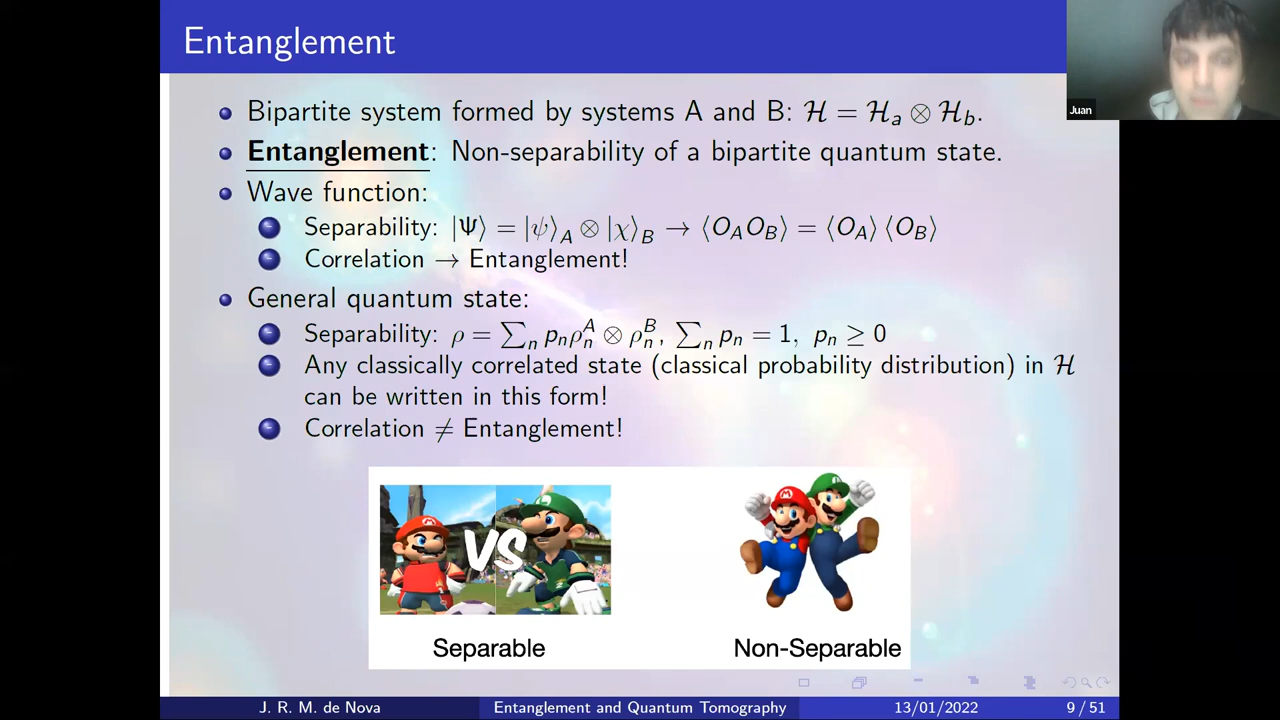 Entanglement
Juan
Bipartite system formed by systems A and B: ℋ = ℋₐ ⊗ ℋ_b.
Entanglement: Non-separability of a bipartite quantum state.
Wave function:
Separability: |Ψ⟩ = |ψ⟩_A ⊗ |χ⟩_B → ⟨O_A O_B⟩ = ⟨O_A⟩ ⟨O_B⟩
Correlation → Entanglement!
General quantum state:
Separability: ρ = ∑_n p_n ρ_n^A ⊗ ρ_n^B, ∑_n p_n = 1, p_n ≥ 0
Any classically correlated state (classical probability distribution) in ℋ
can be written in this form!
Correlation ≠ Entanglement!
VS
Separable
Non-Separable
J. R. M. de Nova
Entanglement and Quantum Tomography
13/01/2022
9 / 51